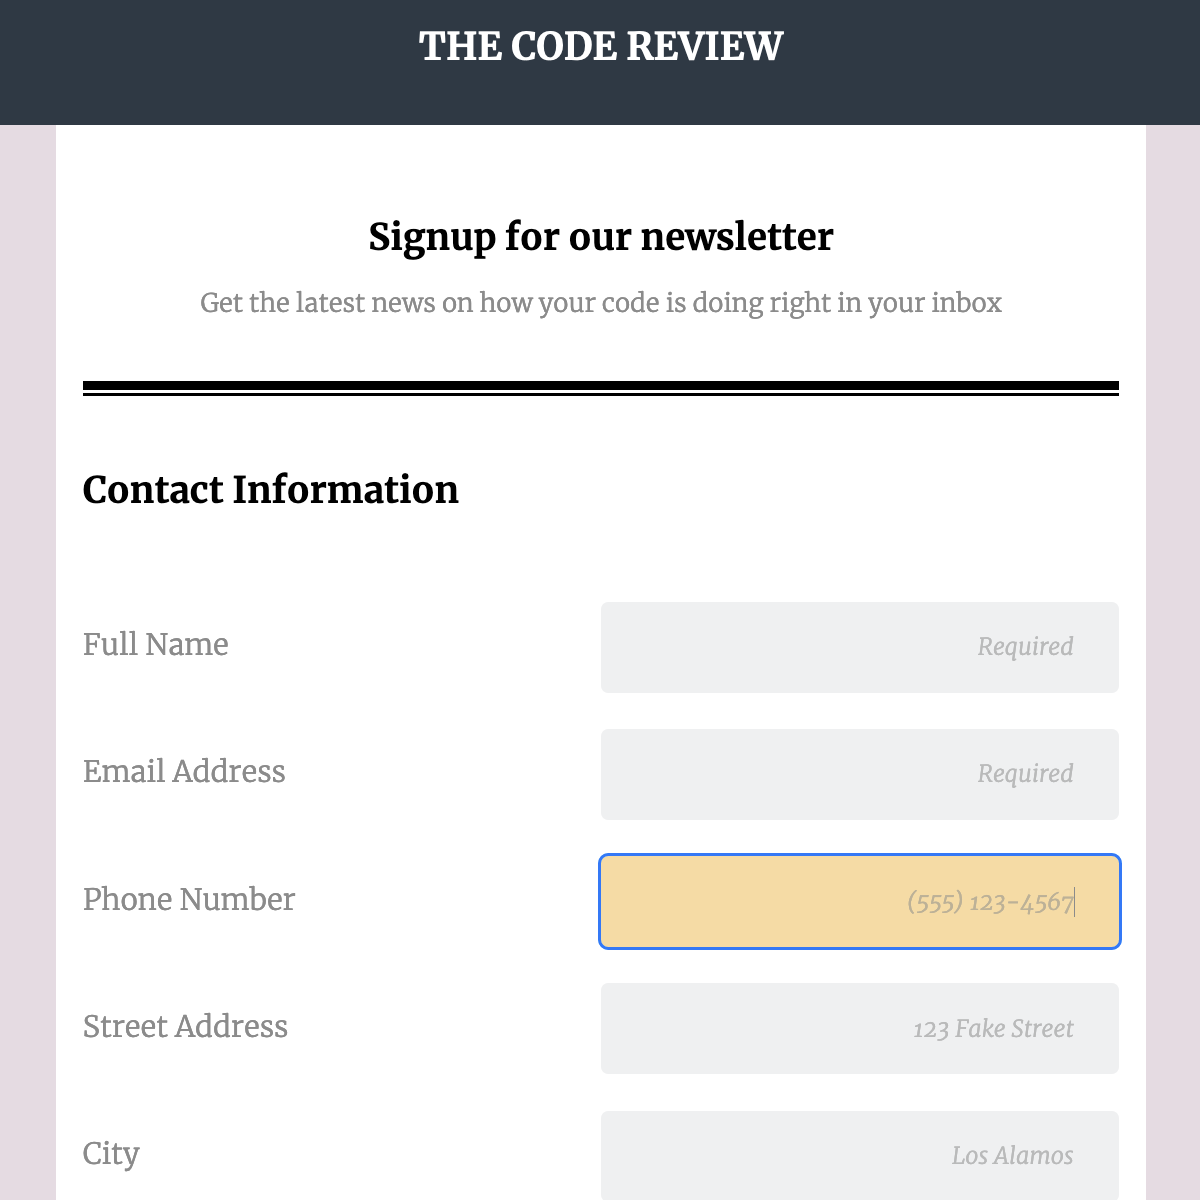 THE CODE REVIEW
Signup for our newsletter
Get the latest news on how your code is doing right in your inbox
Contact Information
Full Name
Required
Email Address
Required
Phone Number
(555) 123-4567
Street Address
123 Fake Street
City
Los Alamos